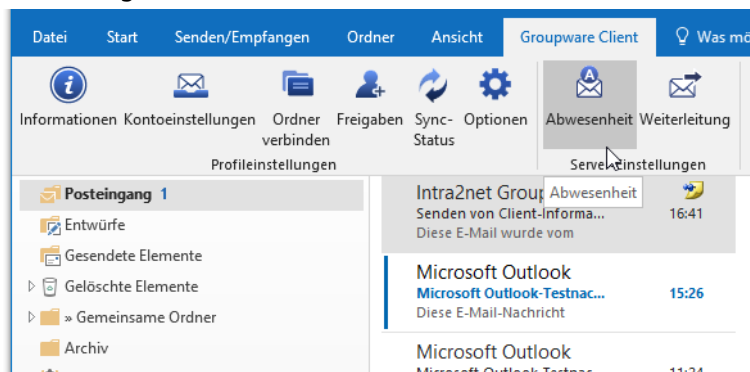 Datei Start Senden/Empfangen Ordner Ansicht Groupware Client Was
Informationen Kontoeinstellungen Ordner verbinden Freigaben Sync-Status Optionen Abwesenheit Weiterleitung
Profileinstellungen
Abwesenheit
Posteingang 1
Entwürfe
Gesendete Elemente
Gelöschte Elemente
» Gemeinsame Ordner
Archiv
Intra2net 16:41
Senden von Client-Informa...
Diese E-Mail wurde vom
Microsoft Outlook
Microsoft Outlook-Testnac... 15:26
Diese E-Mail-Nachricht
Microsoft Outlook